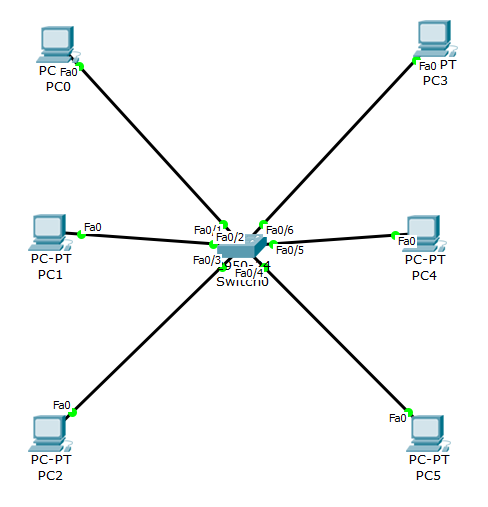 PC
Fa0
PC0
Fa0
PT
PC3
Fa0/1
Fa0/6
Fa0
Fa0/2
Fa0
PC-PT
PC1
Fa0/5
PC-PT
PC4
Fa0/3
Fa0/4
Switch0
Fa0
Fa0
PC-PT
PC2
PC-PT
PC5